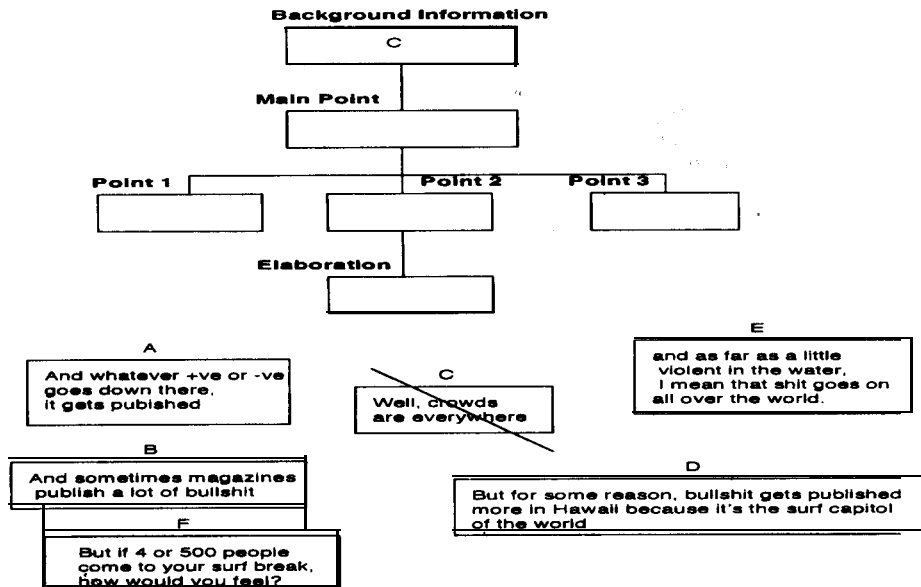 Background Information
C
Main Point
Point 1
Point 2
Point 3
Elaboration
A
And whatever +ve or -ve
goes down there,
it gets pubished
C
Well, crowds
are everywhere
E
and as far as a little
violent in the water,
I mean that shit goes on
all over the world.
B
And sometimes magazines
publish a lot of bullshit
D
But for some reason, bullshit gets published
more in Hawaii because it's the surf capitol
of the world
F
But if 4 or 500 people
come to your surf break,
how would you feel?